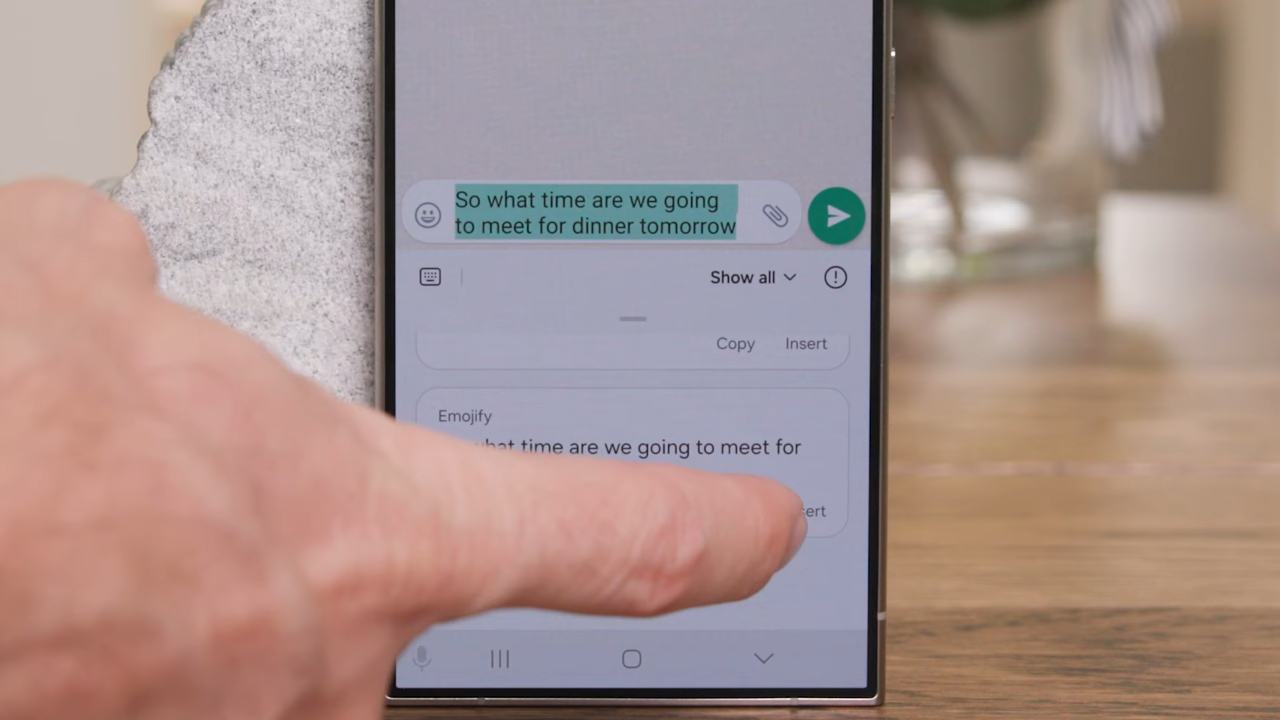 So what time are we going
to meet for dinner tomorrow
Show all
Copy Insert
Emojify
what time are we going to meet for